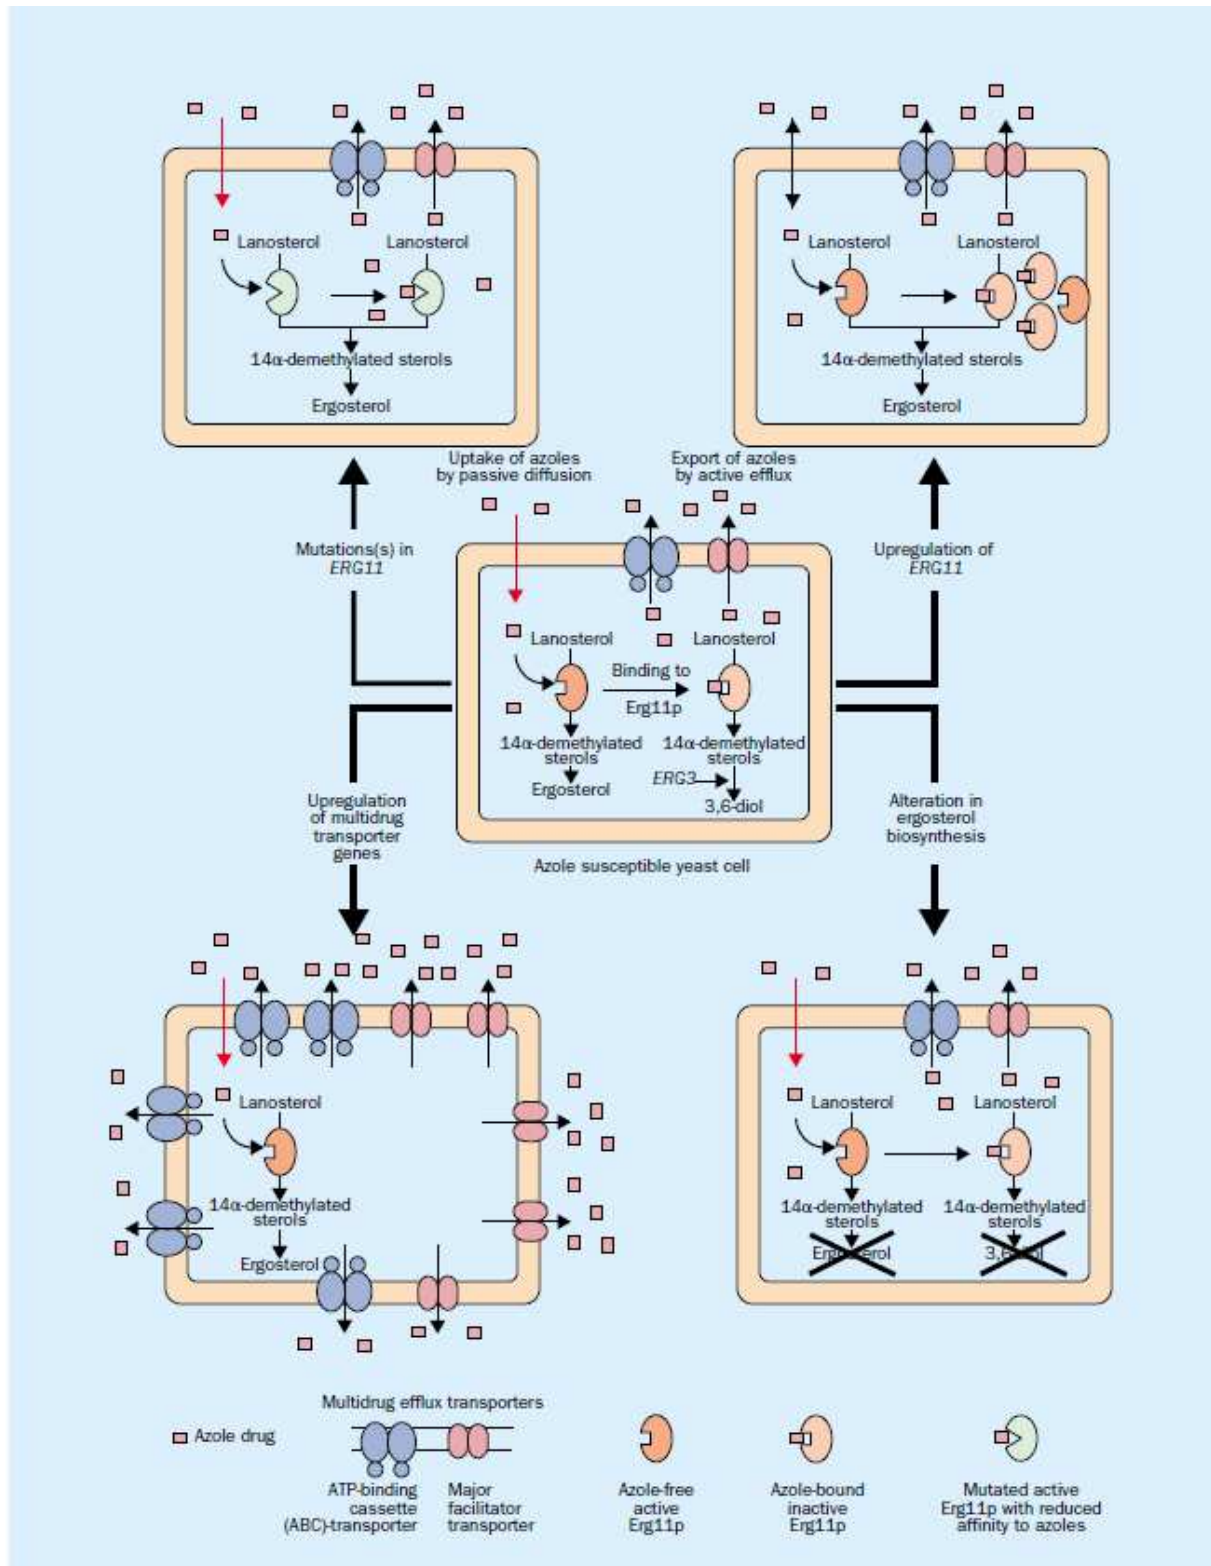 Lanosterol
Lanosterol
14α-demethylated sterols
Ergosterol
Lanosterol
Lanosterol
14α-demethylated sterols
Ergosterol
Uptake of azoles
by passive diffusion
Export of azoles
by active efflux
Mutations(s) in
ERG11
Upregulation of
ERG11
Lanosterol
Lanosterol
Binding to
Erg11p
14α-demethylated
sterols
14α-demethylated
sterols
Ergosterol
ERG3
3,6-diol
Azole susceptible yeast cell
Upregulation
of multidrug
transporter
genes
Alteration in
ergosterol
biosynthesis
Lanosterol
14α-demethylated
sterols
Ergosterol
Lanosterol
Lanosterol
14α-demethylated
sterols
14α-demethylated
sterols
Ergosterol
3,6-diol
Multidrug efflux transporters
Azole drug
ATP-binding
cassette
(ABC)-transporter
Major
facilitator
transporter
Azole-free
active
Erg11p
Azole-bound
inactive
Erg11p
Mutated active
Erg11p with reduced
affinity to azoles